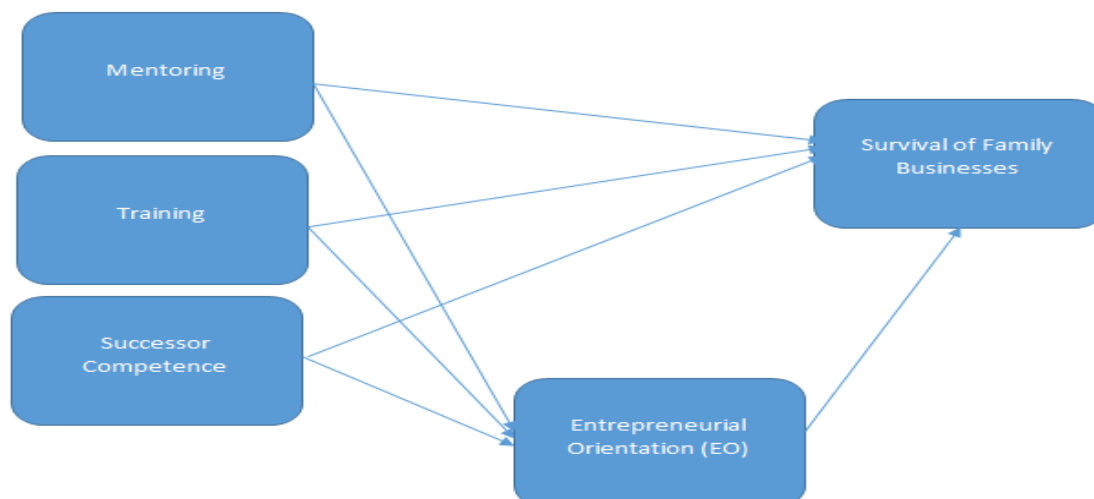 Mentoring
Training
Successor
Competence
Survival of Family
Businesses
Entrepreneurial
Orientation (EO)